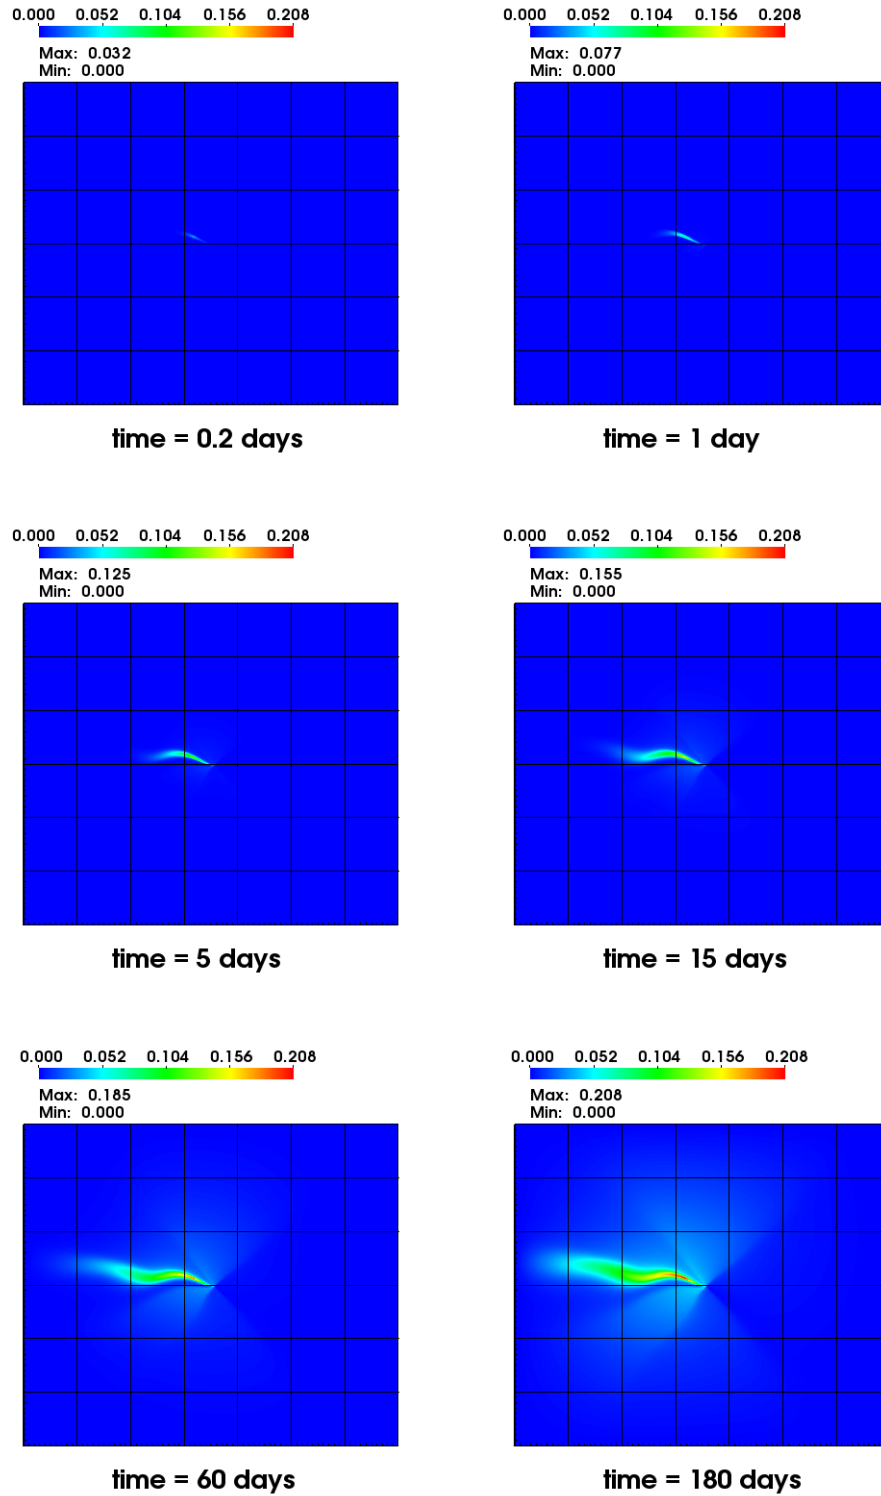 0.000 0.052 0.104 0.156 0.208
Max: 0.032
Min: 0.000
time = 0.2 days
0.000 0.052 0.104 0.156 0.208
Max: 0.077
Min: 0.000
time = 1 day
0.000 0.052 0.104 0.156 0.208
Max: 0.125
Min: 0.000
time = 5 days
0.000 0.052 0.104 0.156 0.208
Max: 0.155
Min: 0.000
time = 15 days
0.000 0.052 0.104 0.156 0.208
Max: 0.185
Min: 0.000
time = 60 days
0.000 0.052 0.104 0.156 0.208
Max: 0.208
Min: 0.000
time = 180 days